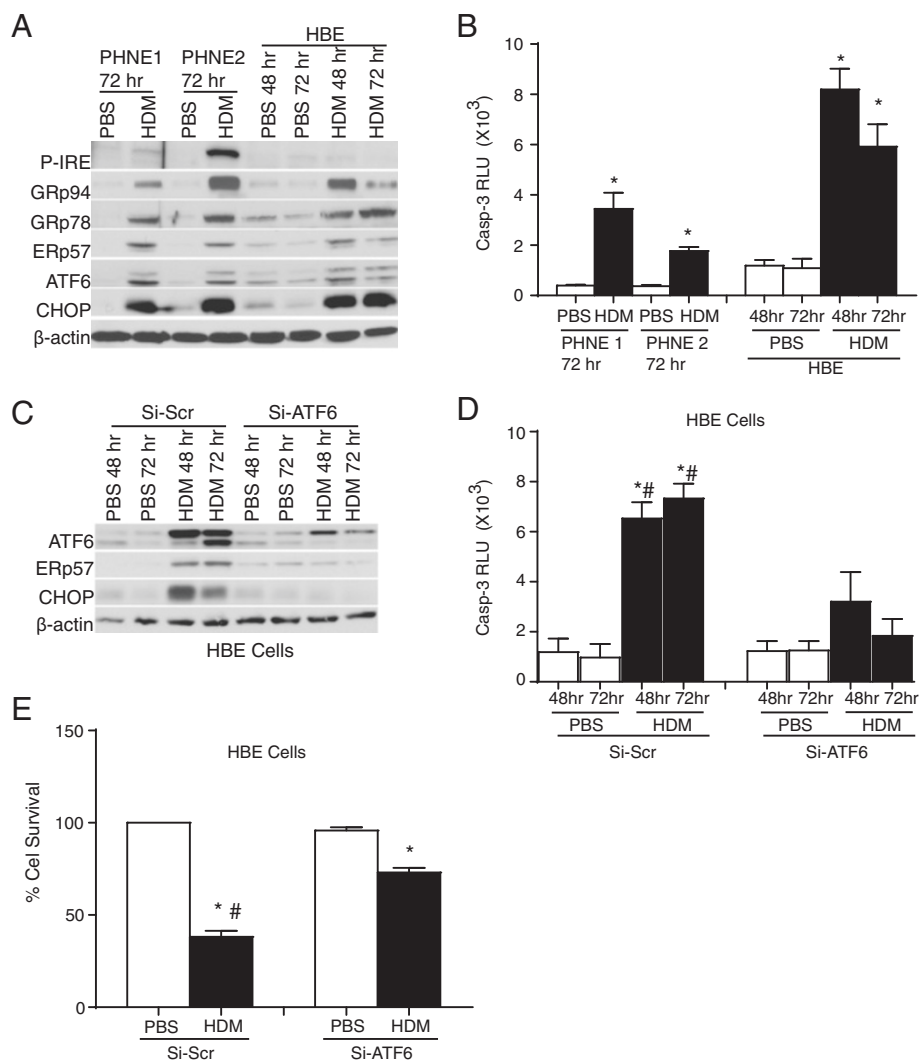 A
HBE
PHNE1
72 hr
PHNE2
72 hr
PBS
HDM
PBS
HDM
PBS 48 hr
PBS 72 hr
HDM 48 hr
HDM 72 hr
P-IRE
GRp94
GRp78
ERp57
ATF6
CHOP
β-actin
B
Casp-3 RLU (X10³)
10
8
6
4
2
0
*
*
*
*
PBS HDM PBS HDM 48hr 72hr 48hr 72hr
PHNE 1 PHNE 2 PBS HDM
72 hr 72 hr HBE
C
Si-Scr Si-ATF6
PBS 48 hr
PBS 72 hr
HDM 48 hr
HDM 72 hr
PBS 48 hr
PBS 72 hr
HDM 48 hr
HDM 72 hr
ATF6
ERp57
CHOP
β-actin
HBE Cells
D
HBE Cells
Casp-3 RLU (X10³)
10
8
6
4
2
0
*#
*#
48hr 72hr 48hr 72hr 48hr 72hr 48hr 72hr
PBS HDM PBS HDM
Si-Scr Si-ATF6
E
HBE Cells
% Cel Survival
150
100
50
0
* #
*
PBS HDM PBS HDM
Si-Scr Si-ATF6